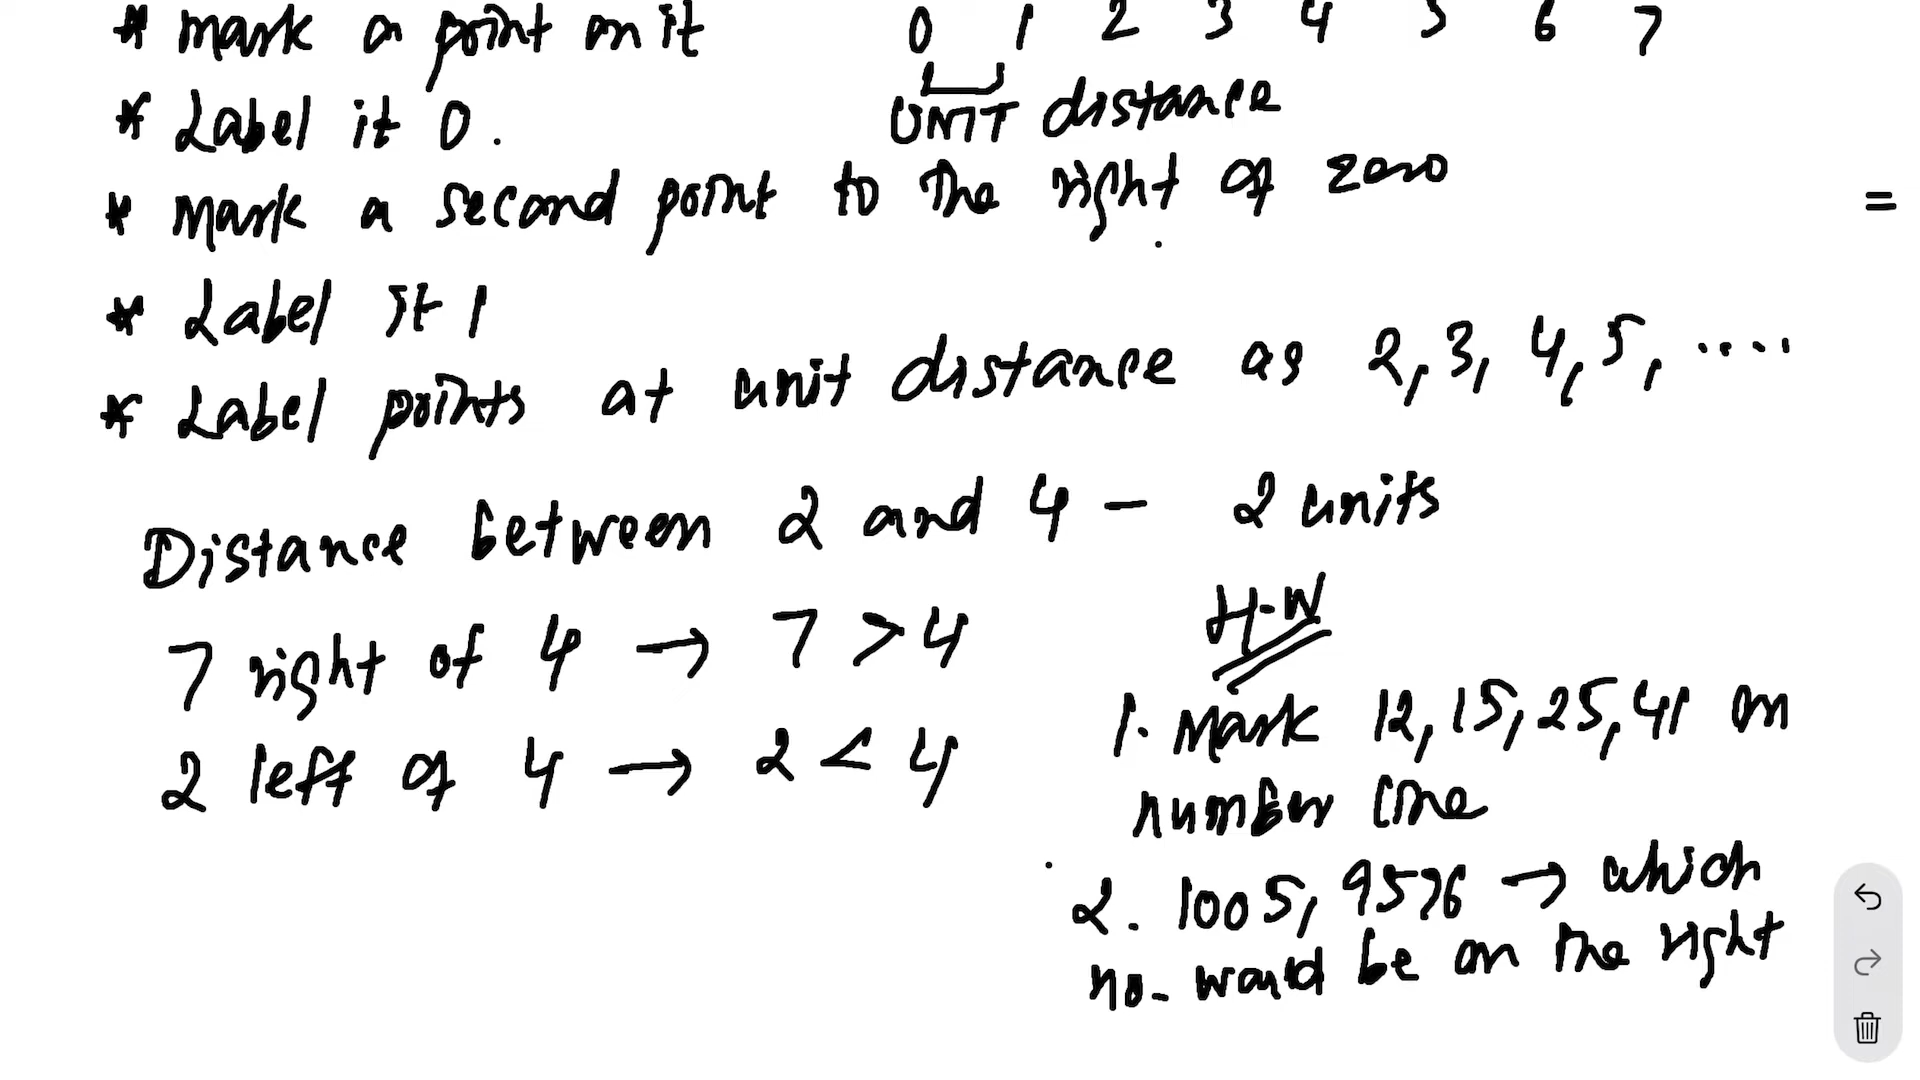 * mark a point on it
0 1 2 3 4 5 6 7
UNIT distance
* Label it 0.
* Mark a second point to the right of zero
=
* Label it 1
* Label points at unit distance as 2, 3, 4, 5, ....
Distance between 2 and 4 - 2 units
7 right of 4 → 7 > 4
2 left of 4 → 2 < 4
H-W
1. Mark 12, 15, 25, 41 on
number line
2. 1005, 9576 → which
no. would be on the right